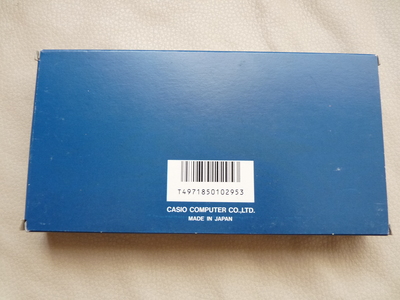 T4971850102953
CASIO COMPUTER CO.,LTD.
MADE IN JAPAN